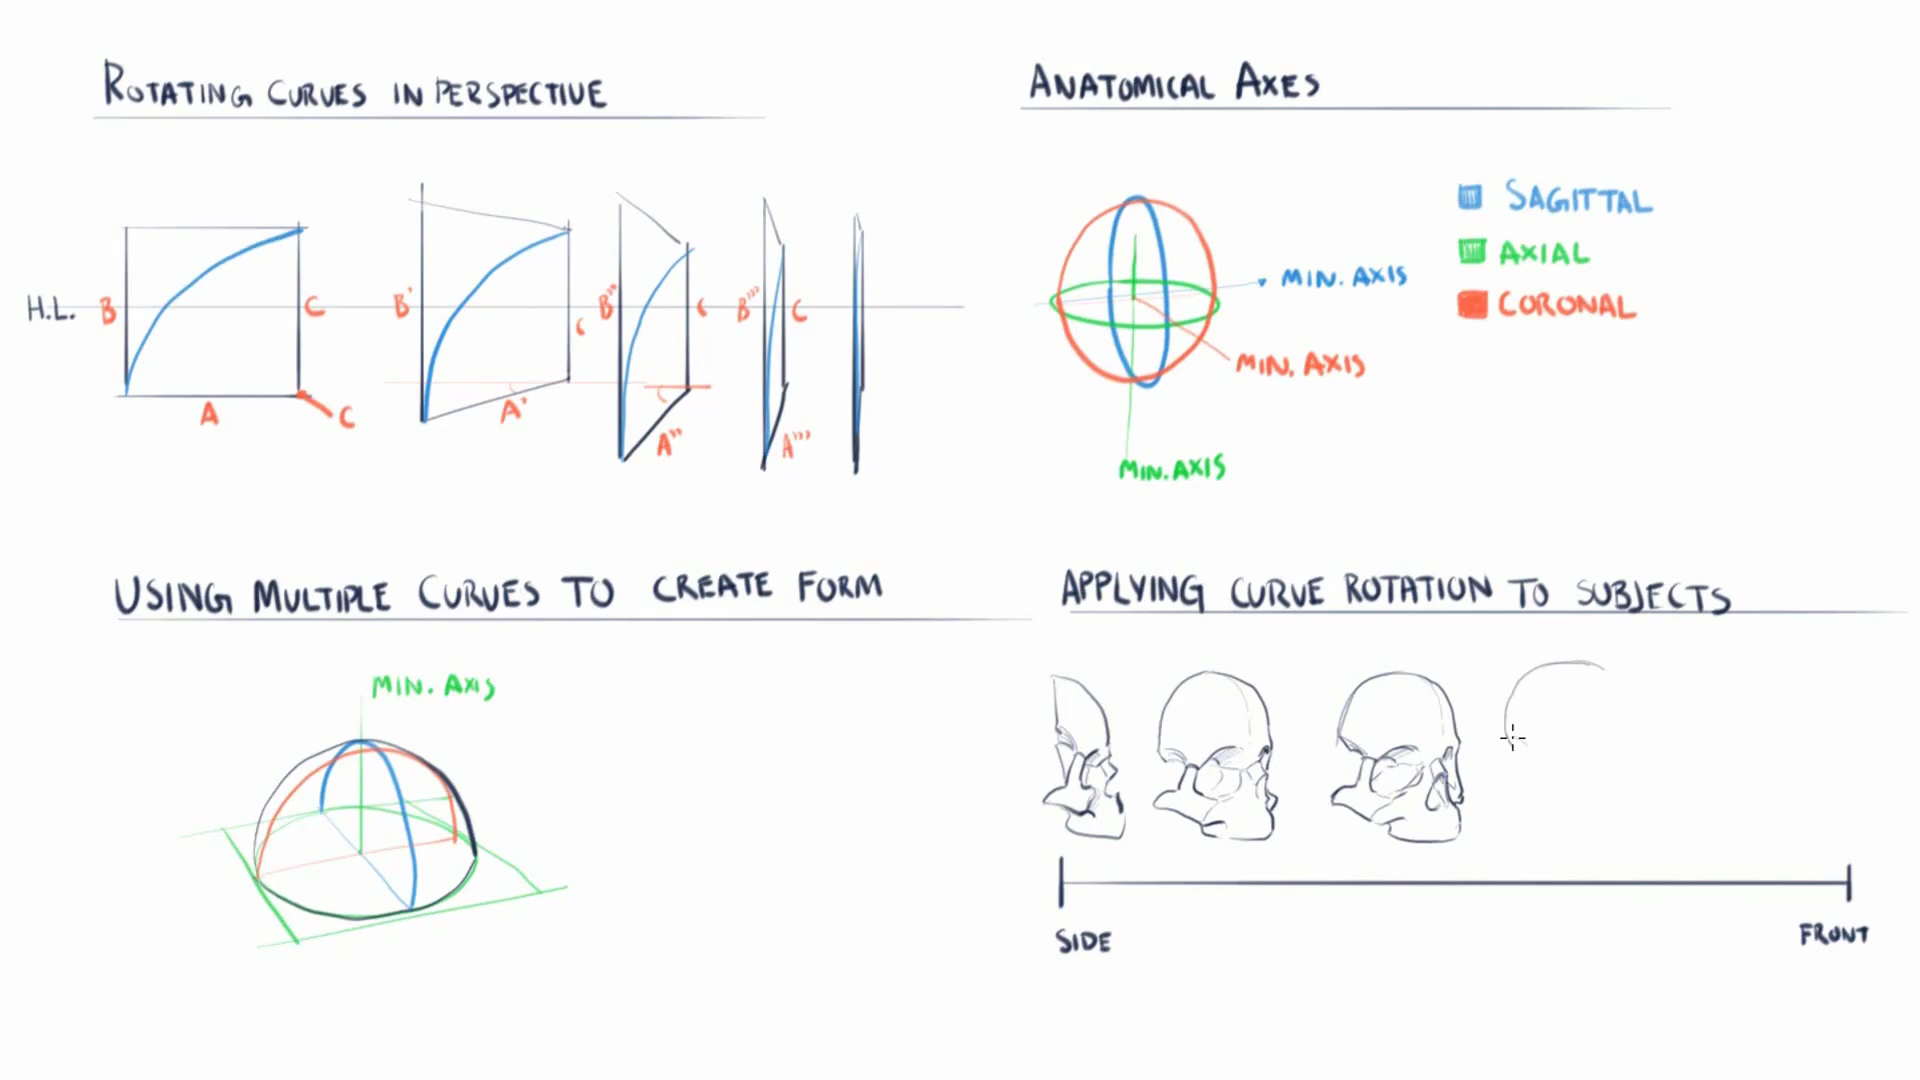 ROTATING CURVES IN PERSPECTIVE
H.L.
B
C
A
C
B'
C
A'
B''
C
A''
B'''
C
A'''
ANATOMICAL AXES
SAGITTAL
AXIAL
CORONAL
MIN. AXIS
MIN. AXIS
MIN. AXIS
USING MULTIPLE CURVES TO CREATE FORM
MIN. AXIS
APPLYING CURVE ROTATION TO SUBJECTS
SIDE
FRONT